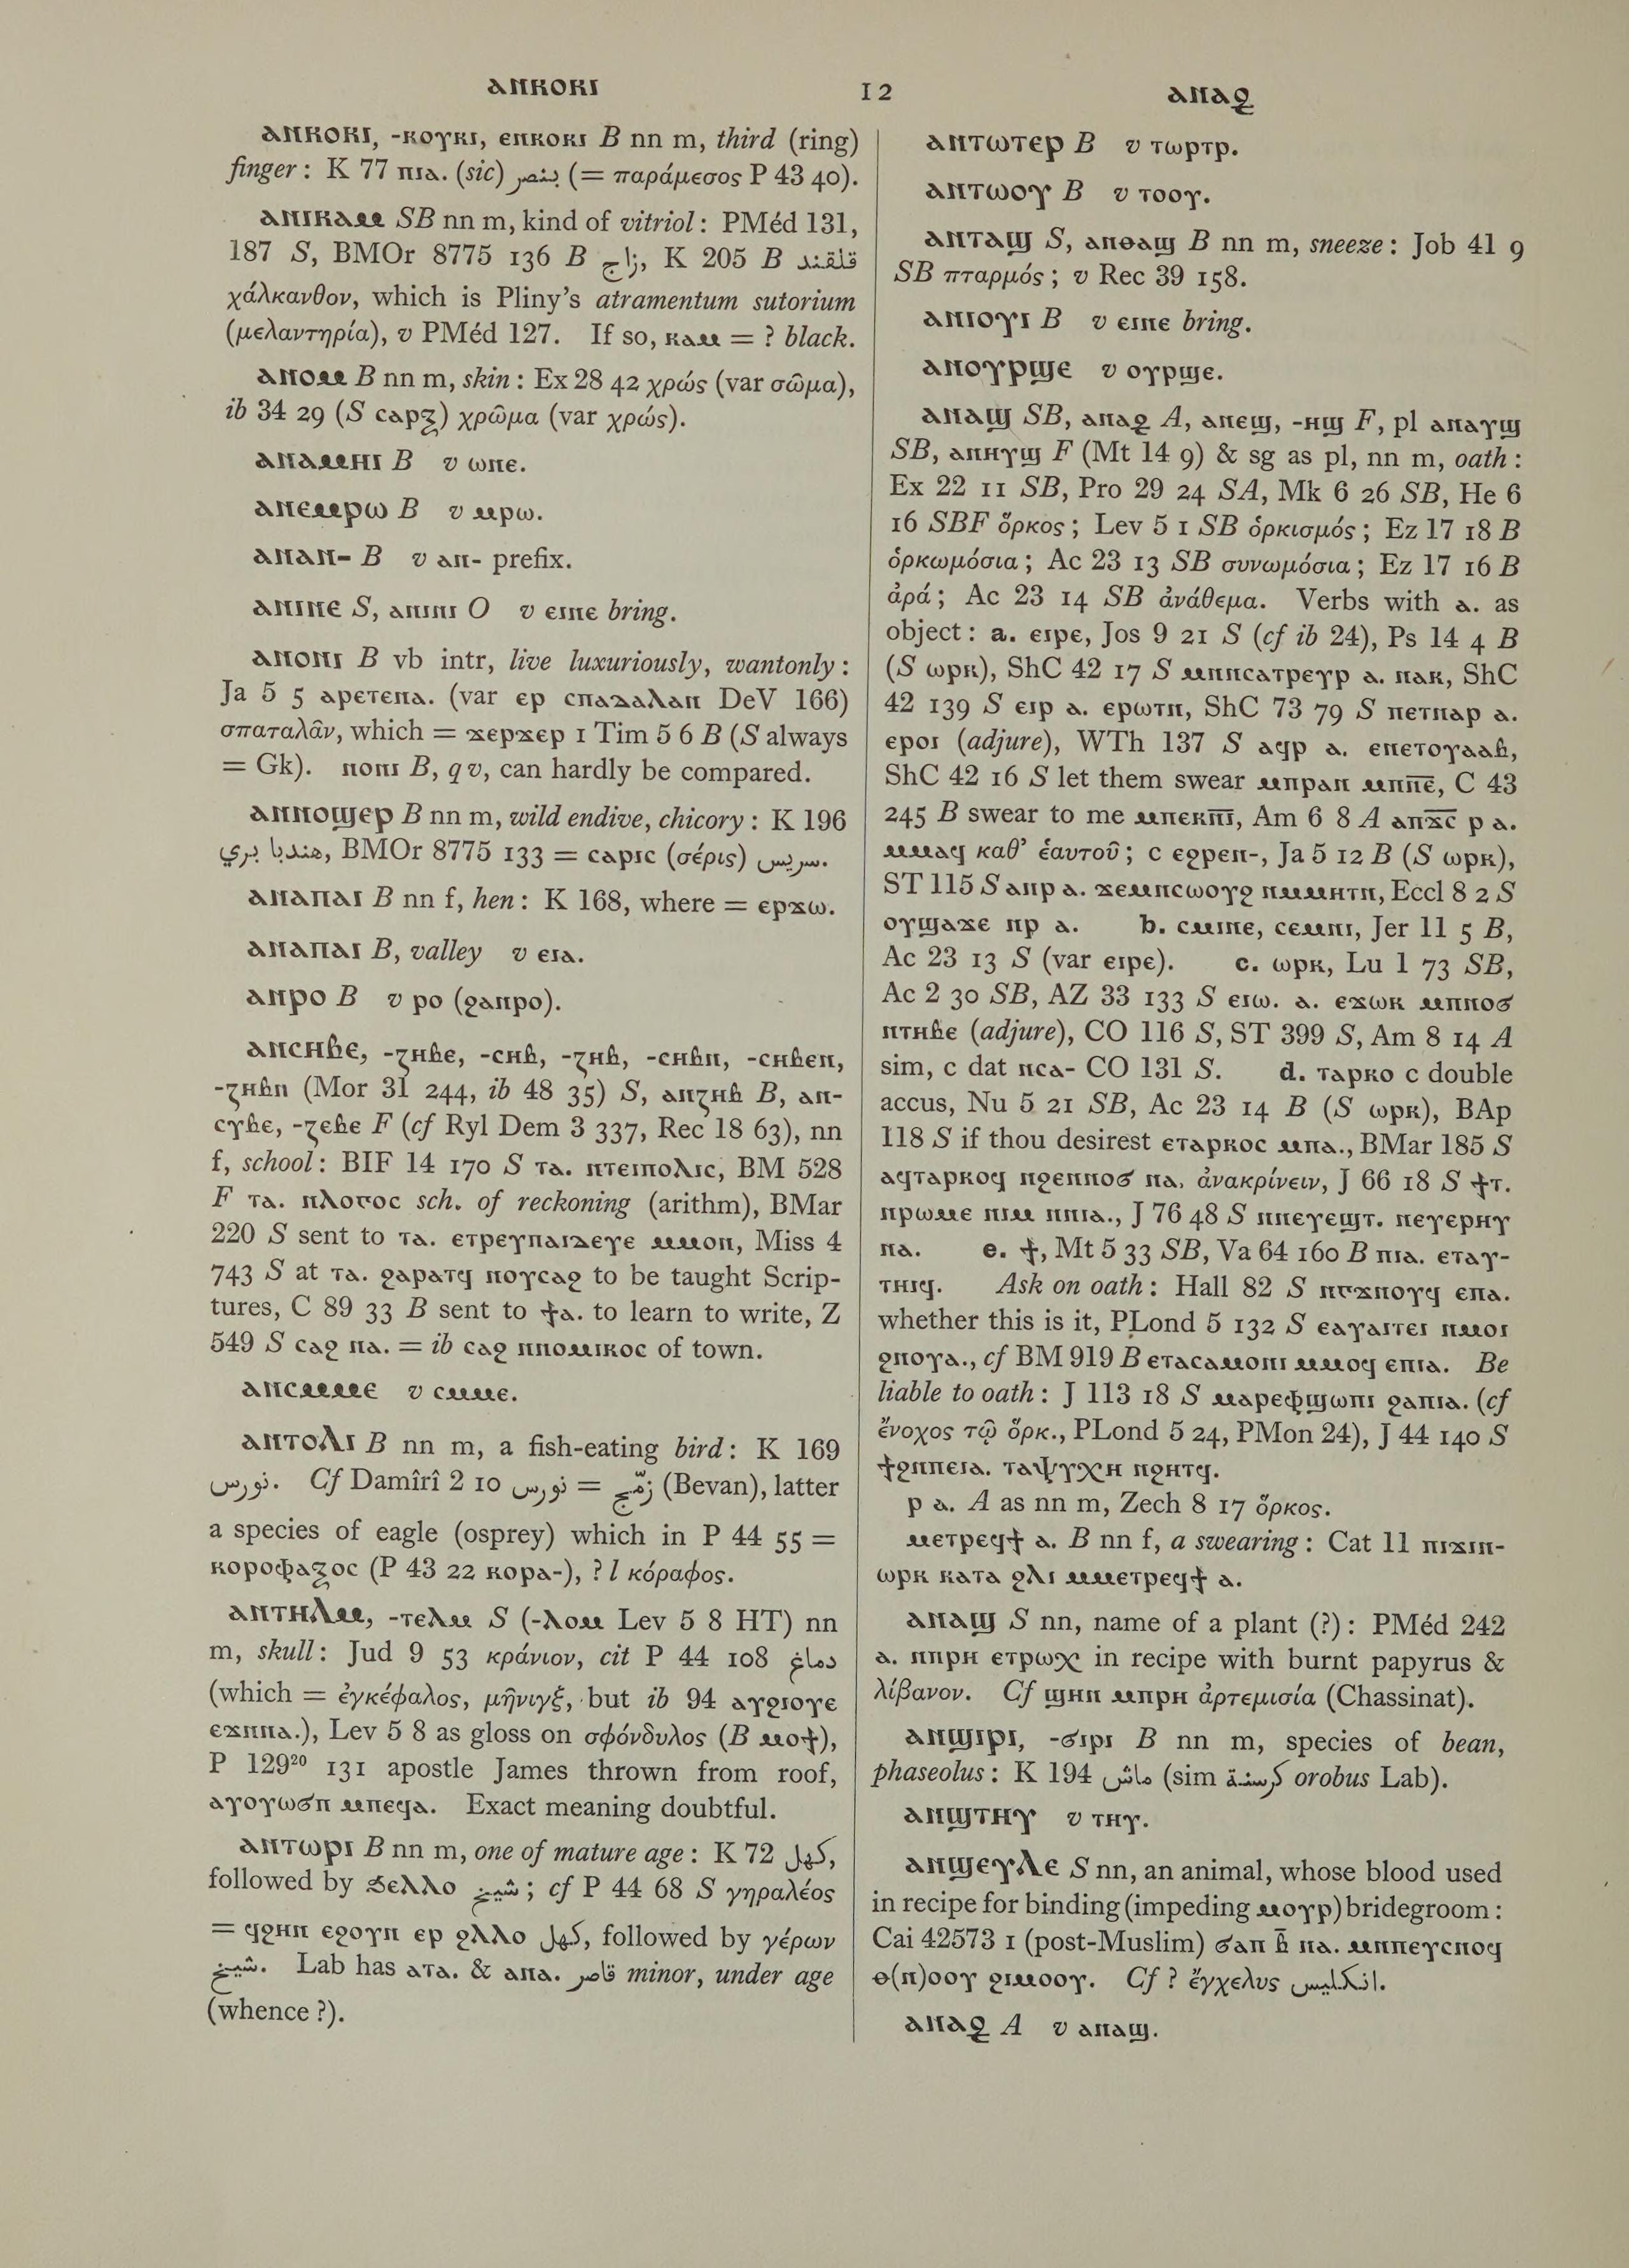 ⲁⲛⲕⲟⲕⲓ 12 ⲁⲛⲁϩ
ⲁⲛⲕⲟⲕⲓ, -ⲕⲟⲩⲕⲓ, ⲉⲛⲕⲟⲕⲓ B nn m, third (ring)
finger: K 77 ⲡⲓⲁ. (sic) بنصر (= παράμεσος P 43 40).
ⲁⲛⲓⲕⲁⲙ SB nn m, kind of vitriol: PMéd 131,
187 S, BMOr 8775 136 B زاج, K 205 B قلقند
χάλκανθον, which is Pliny's atramentum sutorium
(μελαντηρία), v PMéd 127. If so, ⲕⲁⲙ = ? black.
ⲁⲛⲟⲙ B nn m, skin: Ex 28 42 χρώς (var σῶμα),
ib 34 29 (S ⲥⲁⲣⲝ) χρῶμα (var χρώς).
ⲁⲛⲁⲙⲏⲓ B v ⲱⲛⲉ.
ⲁⲛⲉⲙⲣⲱ B v ⲙⲣⲱ.
ⲁⲛⲁⲛ- B v ⲁⲛ- prefix.
ⲁⲛⲓⲛⲉ S, ⲁⲛⲓⲛⲓ O v ⲉⲓⲛⲉ bring.
ⲁⲛⲟⲛⲓ B vb intr, live luxuriously, wantonly:
Ja 5 5 ⲁⲣⲉⲧⲉⲛⲁ. (var ⲉⲣ ⲥⲡⲁⲇⲁⲗⲁⲛ DeV 166)
σπαταλᾶν, which = ϫⲉⲣϫⲉⲣ 1 Tim 5 6 B (S always
= Gk). ⲛⲟⲛⲓ B, q v, can hardly be compared.
ⲁⲛⲛⲟϣⲉⲣ B nn m, wild endive, chicory: K 196
هندبا بري, BMOr 8775 133 = ⲥⲁⲣⲓⲥ (σέρις) سريس.
ⲁⲛⲁⲡⲁⲓ B nn f, hen: K 168, where = ⲉⲣϫⲱ.
ⲁⲛⲁⲡⲁⲓ B, valley v ⲉⲓⲁ.
ⲁⲛⲣⲟ B v ⲣⲟ (ϩⲁⲛⲣⲟ).
ⲁⲛⲥⲏⲃⲉ, -ⲍⲏⲃⲉ, -ⲥⲏⲃ, -ⲍⲏⲃ, -ⲥⲏⲃⲛ, -ⲥⲏⲃⲉⲛ,
-ⲍⲏⲃⲛ (Mor 31 244, ib 48 35) S, ⲁⲛⲍⲏⲃ B, ⲁⲛ-
ⲥⲩⲃⲉ, -ⲍⲉⲃⲉ F (cf Ryl Dem 3 337, Rec 18 63), nn
f, school: BIF 14 170 S ⲧⲁ. ⲛⲧⲉⲓⲡⲟⲗⲓⲥ, BM 528
F ⲧⲁ. ⲛⲗⲟⲅⲟⲥ sch. of reckoning (arithm), BMar
220 S sent to ⲧⲁ. ⲉⲧⲣⲉⲩⲡⲁⲓⲇⲉⲩⲉ ⲙⲙⲟⲛ, Miss 4
743 S at ⲧⲁ. ϩⲁⲣⲁⲧϥ ⲛⲟⲩⲥⲁϩ to be taught Scrip-
tures, C 89 33 B sent to ϯⲁ. to learn to write, Z
549 S ⲥⲁϩ ⲛⲁ. = ib ⲥⲁϩ ⲛⲛⲟⲙⲓⲕⲟⲥ of town.
ⲁⲛⲥⲙⲙⲉ v ⲥⲙⲙⲉ.
ⲁⲛⲧⲟⲗⲓ B nn m, a fish-eating bird: K 169
نورس. Cf Damîrî 2 10 نورس = زمّج (Bevan), latter
a species of eagle (osprey) which in P 44 55 =
ⲕⲟⲣⲟⲫⲁⲝⲟⲥ (P 43 22 ⲕⲟⲣⲁ-), ? l κόραφος.
ⲁⲛⲧⲏⲗⲙ, -ⲧⲉⲗⲙ S (-ⲗⲟⲙ Lev 5 8 HT) nn
m, skull: Jud 9 53 κράνιον, cit P 44 108 دماغ
(which = ἐγκέφαλος, μῆνιγξ, but ib 94 ⲁⲩϩⲓⲟⲩⲉ
ⲉϫⲛⲡⲁ.), Lev 5 8 as gloss on σφόνδυλος (B ⲙⲟϯ),
P 129²⁰ 131 apostle James thrown from roof,
ⲁⲩⲟⲩⲱϭⲡ ⲙⲡⲉϥⲁ. Exact meaning doubtful.
ⲁⲛⲧⲱⲣⲓ B nn m, one of mature age: K 72 كهل,
followed by ϧⲉⲗⲗⲟ شيخ; cf P 44 68 S γηραλέος
= ϥϩⲏⲛ ⲉϩⲟⲩⲛ ⲉⲣ ϩⲗⲗⲟ كهل, followed by γέρων
شيخ. Lab has ⲁⲧⲁ. & ⲁⲛⲁ. قاصر minor, under age
(whence ?).
ⲁⲛⲧⲱⲧⲉⲣ B v ⲧⲱⲣⲧⲣ.
ⲁⲛⲧⲱⲟⲩ B v ⲧⲟⲟⲩ.
ⲁⲛⲧⲁϣ S, ⲁⲛⲑⲁϣ B nn m, sneeze: Job 41 9
SB πταρμός; v Rec 39 158.
ⲁⲛⲓⲟⲩⲓ B v ⲉⲓⲛⲉ bring.
ⲁⲛⲟⲩⲣϣⲉ v ⲟⲩⲣϣⲉ.
ⲁⲛⲁϣ SB, ⲁⲛⲁϩ A, ⲁⲛⲉϣ, -ⲏϣ F, pl ⲁⲛⲁⲩϣ
SB, ⲁⲛⲏⲩϣ F (Mt 14 9) & sg as pl, nn m, oath:
Ex 22 11 SB, Pro 29 24 SA, Mk 6 26 SB, He 6
16 SBF ὅρκος; Lev 5 1 SB ὁρκισμός; Ez 17 18 B
ὁρκωμόσια; Ac 23 13 SB συνωμόσια; Ez 17 16 B
ἀρά; Ac 23 14 SB ἀνάθεμα. Verbs with ⲁ. as
object: a. ⲉⲓⲣⲉ, Jos 9 21 S (cf ib 24), Ps 14 4 B
(S ⲱⲣⲕ), ShC 42 17 S ⲙⲛⲛⲥⲁⲧⲣⲉⲩⲣ ⲁ. ⲛⲁⲕ, ShC
42 139 S ⲉⲓⲣ ⲁ. ⲉⲣⲱⲧⲛ, ShC 73 79 S ⲡⲉⲧⲛⲁⲣ ⲁ.
ⲉⲣⲟⲓ (adjure), WTh 137 S ⲁϥⲣ ⲁ. ⲉⲡⲉⲧⲟⲩⲁⲁⲃ,
ShC 42 16 S let them swear ⲙⲡⲣⲁⲛ ⲙⲡⲛ̅ⲉ̅, C 43
245 B swear to me ⲙⲡⲉⲕⲛ̅ⲓ̅, Am 6 8 A ⲁⲡϫ̅ⲥ̅ ⲣ ⲁ.
ⲙⲙⲁϥ καθ' ἑαυτοῦ; c ⲉϩⲣⲉⲛ-, Ja 5 12 B (S ⲱⲣⲕ),
ST 115 S ⲁⲛⲣ ⲁ. ϫⲉⲙⲛⲥⲱⲟⲩϩ ⲛⲙⲙⲏⲧⲛ, Eccl 8 2 S
ⲟⲩϣⲁϫⲉ ⲛⲣ ⲁ. b. ⲥⲙⲓⲛⲉ, ⲥⲉⲙⲛⲓ, Jer 11 5 B,
Ac 23 13 S (var ⲉⲓⲣⲉ). c. ⲱⲣⲕ, Lu 1 73 SB,
Ac 2 30 SB, AZ 33 133 S ⲉⲓⲱ. ⲁ. ⲉϫⲱⲕ ⲙⲡⲛⲟϭ
ⲛⲧⲏⲃⲉ (adjure), CO 116 S, ST 399 S, Am 8 14 A
sim, c dat ⲛⲥⲁ- CO 131 S. d. ⲧⲁⲣⲕⲟ c double
accus, Nu 5 21 SB, Ac 23 14 B (S ⲱⲣⲕ), BAp
118 S if thou desirest ⲉⲧⲁⲣⲕⲟⲥ ⲙⲡⲁ., BMar 185 S
ⲁϥⲧⲁⲣⲕⲟϥ ⲛϩⲉⲛⲛⲟϭ ⲛⲁ. ἀνακρίνειν, J 66 18 S ϯⲧ.
ⲛⲣⲱⲙⲉ ⲛⲓⲙ ⲛⲡⲓⲁ., J 76 48 S ⲛⲛⲉⲩⲉϣⲧ. ⲛⲉⲩⲉⲣⲏⲩ
ⲛⲁ. e. ϯ, Mt 5 33 SB, Va 64 160 B ⲡⲓⲁ. ⲉⲧⲁⲩ-
ⲧⲏⲓϥ. Ask on oath: Hall 82 S ⲛⲅϫⲛⲟⲩϥ ⲉⲡⲁ.
whether this is it, PLond 5 132 S ⲉⲁⲩⲁⲓⲧⲉⲓ ⲛⲙⲟⲓ
ϩⲛⲟⲩⲁ., cf BM 919 B ⲉⲧⲁⲥⲁⲙⲟⲛⲓ ⲙⲙⲟϥ ⲉⲡⲓⲁ. Be
liable to oath: J 113 18 S ⲙⲁⲣⲉϥϣⲱⲡⲓ ϩⲁⲡⲓⲁ. (cf
ἔνοχος τῷ ὅρκ., PLond 5 24, PMon 24), J 44 140 S
ϯϩⲛⲡⲉⲓⲁ. ⲧⲁⲯⲩⲭⲏ ⲛϩⲏⲧϥ.
ⲣ ⲁ. A as nn m, Zech 8 17 ὅρκος.
ⲙⲉⲧⲣⲉϥϯ ⲁ. B nn f, a swearing: Cat 11 ⲡⲓϫⲓⲛ-
ⲱⲣⲕ ⲕⲁⲧⲁ ϩⲗⲓ ⲙⲙⲉⲧⲣⲉϥϯ ⲁ.
ⲁⲛⲁϣ S nn, name of a plant (?): PMéd 242
ⲁ. ⲛⲡⲣⲏ ⲉⲧⲣⲱⲭ in recipe with burnt papyrus &
λίβανον. Cf ϣⲏⲛ ⲙⲡⲣⲏ ἀρτεμισία (Chassinat).
ⲁⲛϣⲓⲣⲓ, -ϭⲓⲣⲓ B nn m, species of bean,
phaseolus: K 194 ماش (sim كرسنة orobus Lab).
ⲁⲛϣⲧⲏⲩ v ⲧⲏⲩ.
ⲁⲛϣⲉⲩⲗⲉ S nn, an animal, whose blood used
in recipe for binding (impeding ⲙⲟⲩⲣ) bridegroom:
Cai 42573 1 (post-Muslim) ϭⲁⲡ ⲃ̅ ⲛⲁ. ⲙⲛⲡⲉⲩⲥⲛⲟϥ
ⲑ(ⲛ)ⲟⲟⲩ ϩⲓⲙⲟⲟⲩ. Cf ? ἔγχελυς انكليس.
ⲁⲛⲁϩ A v ⲁⲛⲁϣ.